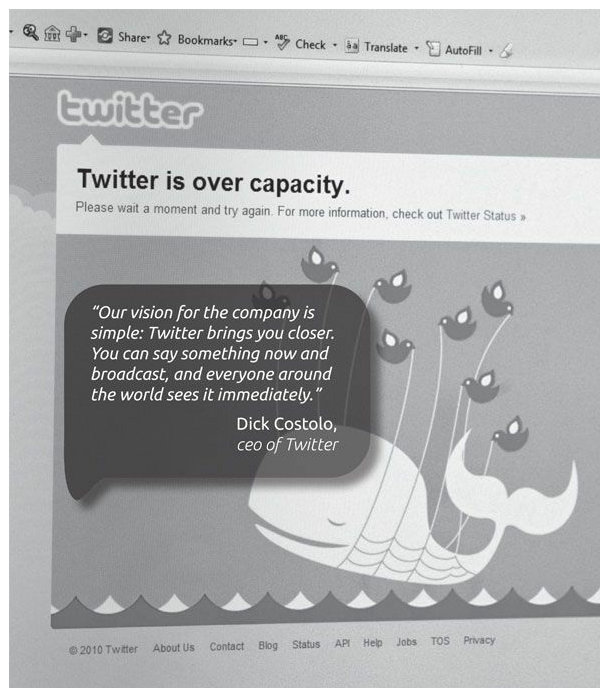 Share Bookmarks ABC Check Translate AutoFill
twitter
Twitter is over capacity.
Please wait a moment and try again. For more information, check out Twitter Status »
“Our vision for the company is
simple: Twitter brings you closer.
You can say something now and
broadcast, and everyone around
the world sees it immediately.”
Dick Costolo,
ceo of Twitter
© 2010 Twitter About Us Contact Blog Status API Help Jobs TOS Privacy